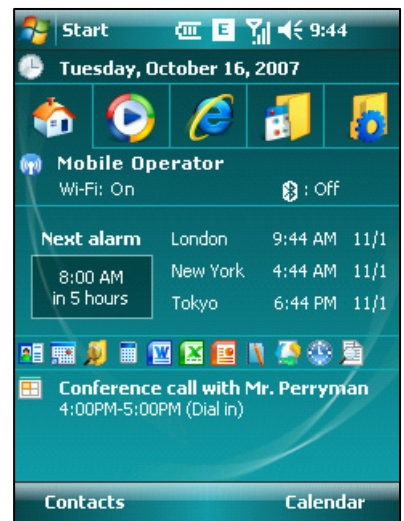 Start E 9:44
Tuesday, October 16, 2007
Mobile Operator
Wi-Fi: On : Off
Next alarm
8:00 AM
in 5 hours
London 9:44 AM 11/1
New York 4:44 AM 11/1
Tokyo 6:44 PM 11/1
Conference call with Mr. Perryman
4:00PM-5:00PM (Dial in)
Contacts Calendar